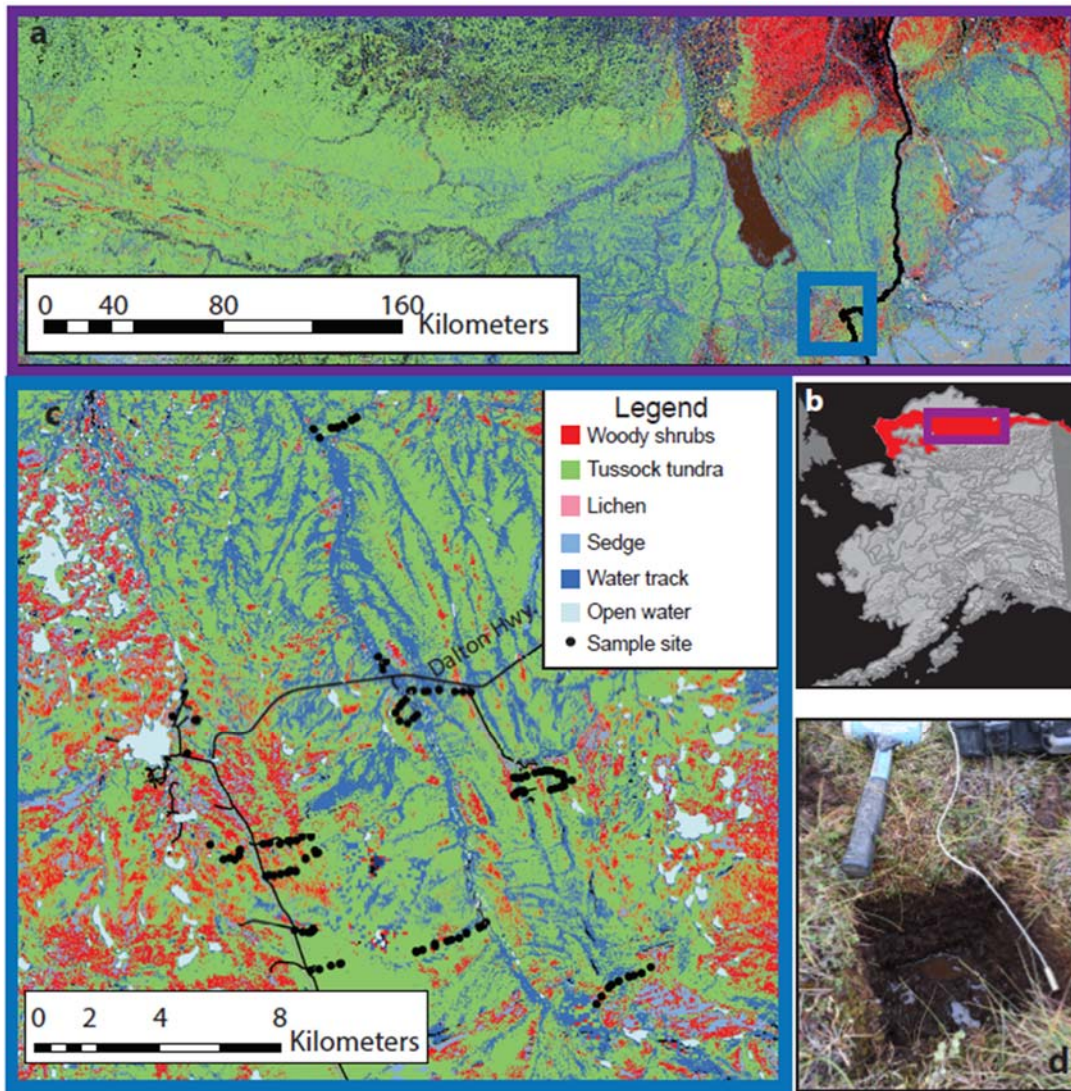 a
0 40 80 160
Kilometers
c
Legend
Woody shrubs
Tussock tundra
Lichen
Sedge
Water track
Open water
Sample site
Dalton Hwy.
0 2 4 8
Kilometers
b
d